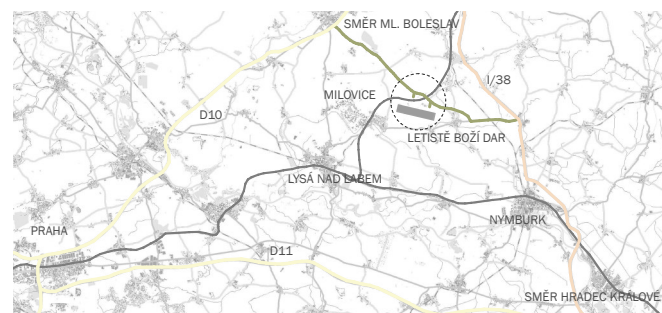 SMĚR ML. BOLESLAV
I/38
MILOVICE
D10
LETIŠTĚ BOŽÍ DAR
LYSÁ NAD LABEM
NYMBURK
PRAHA
D11
SMĚR HRADEC KRÁLOVÉ